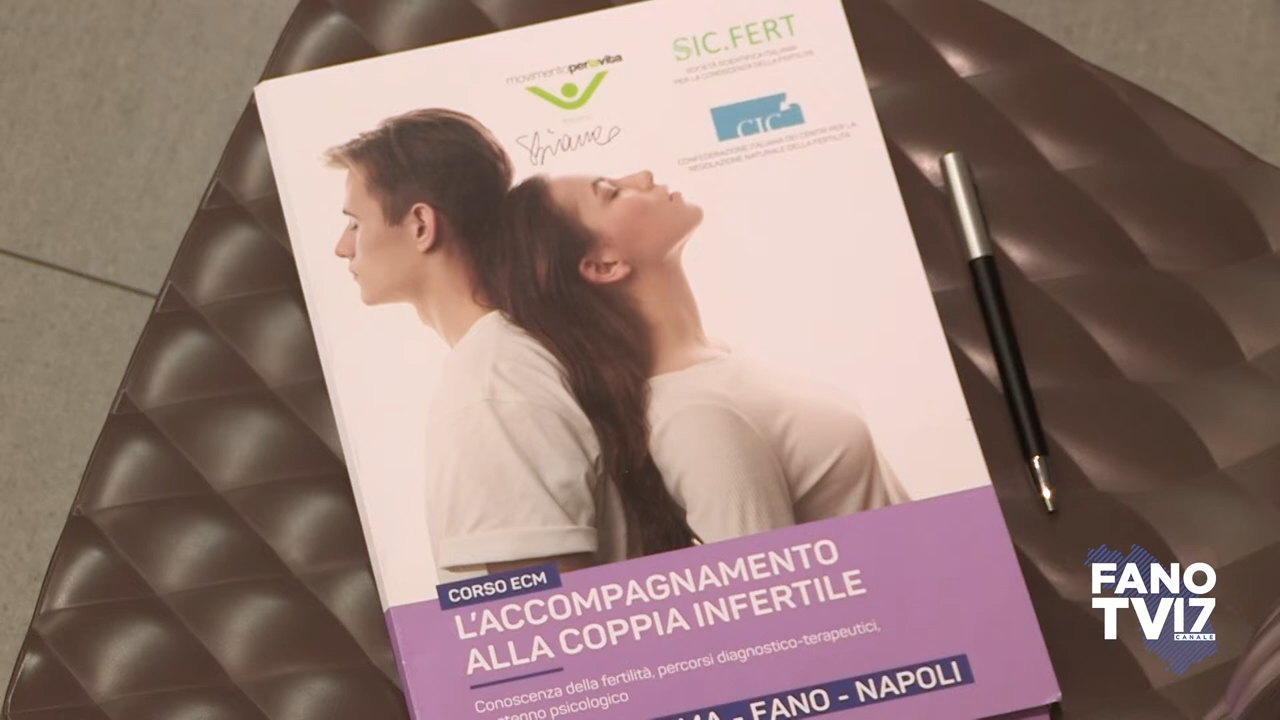 movimentoperlavita
SIC.FERT
SOCIETÀ SCIENTIFICA ITALIANA
PER LA CONOSCENZA DELLA FERTILITÀ
CIC
CONFEDERAZIONE ITALIANA DEI CENTRI PER LA
REGOLAZIONE NATURALE DELLA FERTILITÀ
CORSO ECM
L'ACCOMPAGNAMENTO
ALLA COPPIA INFERTILE
Conoscenza della fertilità, percorsi diagnostico-terapeutici,
psicologico
- FANO - NAPOLI
FANO
TV17
CANALE